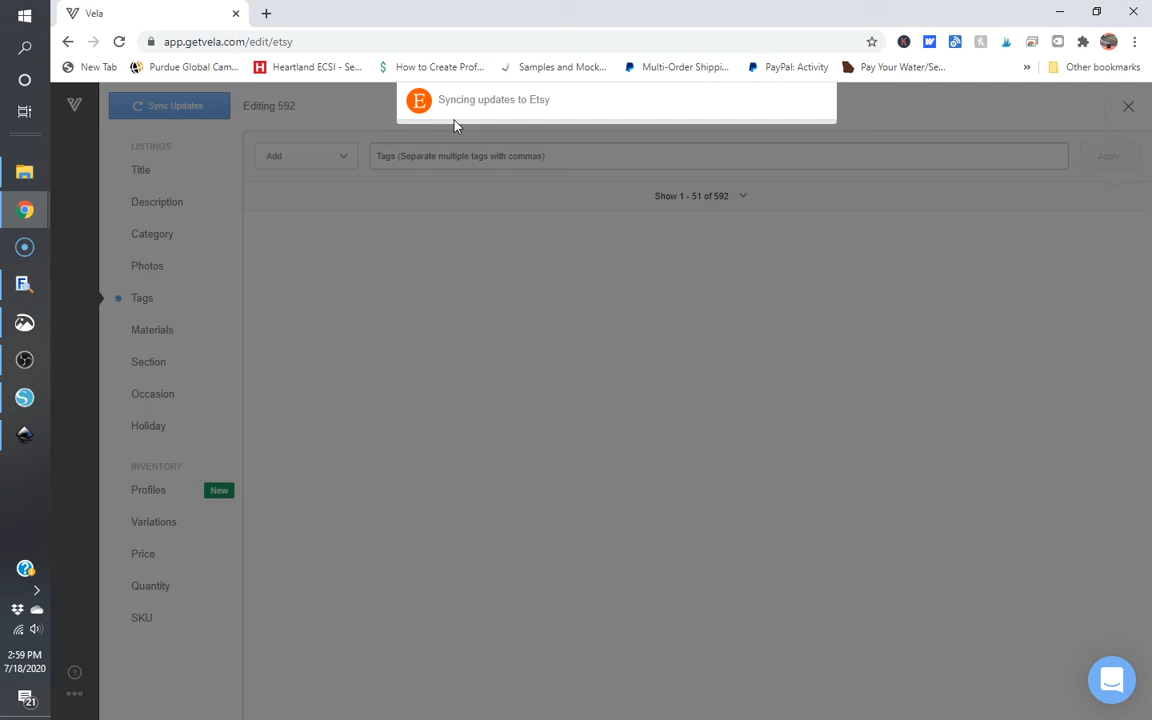 Vela
app.getvela.com/edit/etsy
New Tab
Purdue Global Cam...
Heartland ECSI - Se...
How to Create Prof...
Samples and Mock...
Multi-Order Shippi...
PayPal: Activity
Pay Your Water/Se...
»
Other bookmarks
E Syncing updates to Etsy
Sync Updates
Editing 592
LISTINGS
Title
Description
Category
Photos
Tags
Materials
Section
Occasion
Holiday
INVENTORY
Profiles New
Variations
Price
Quantity
SKU
Add
Tags (Separate multiple tags with commas)
Apply
Show 1 - 51 of 592
2:59 PM
7/18/2020
21